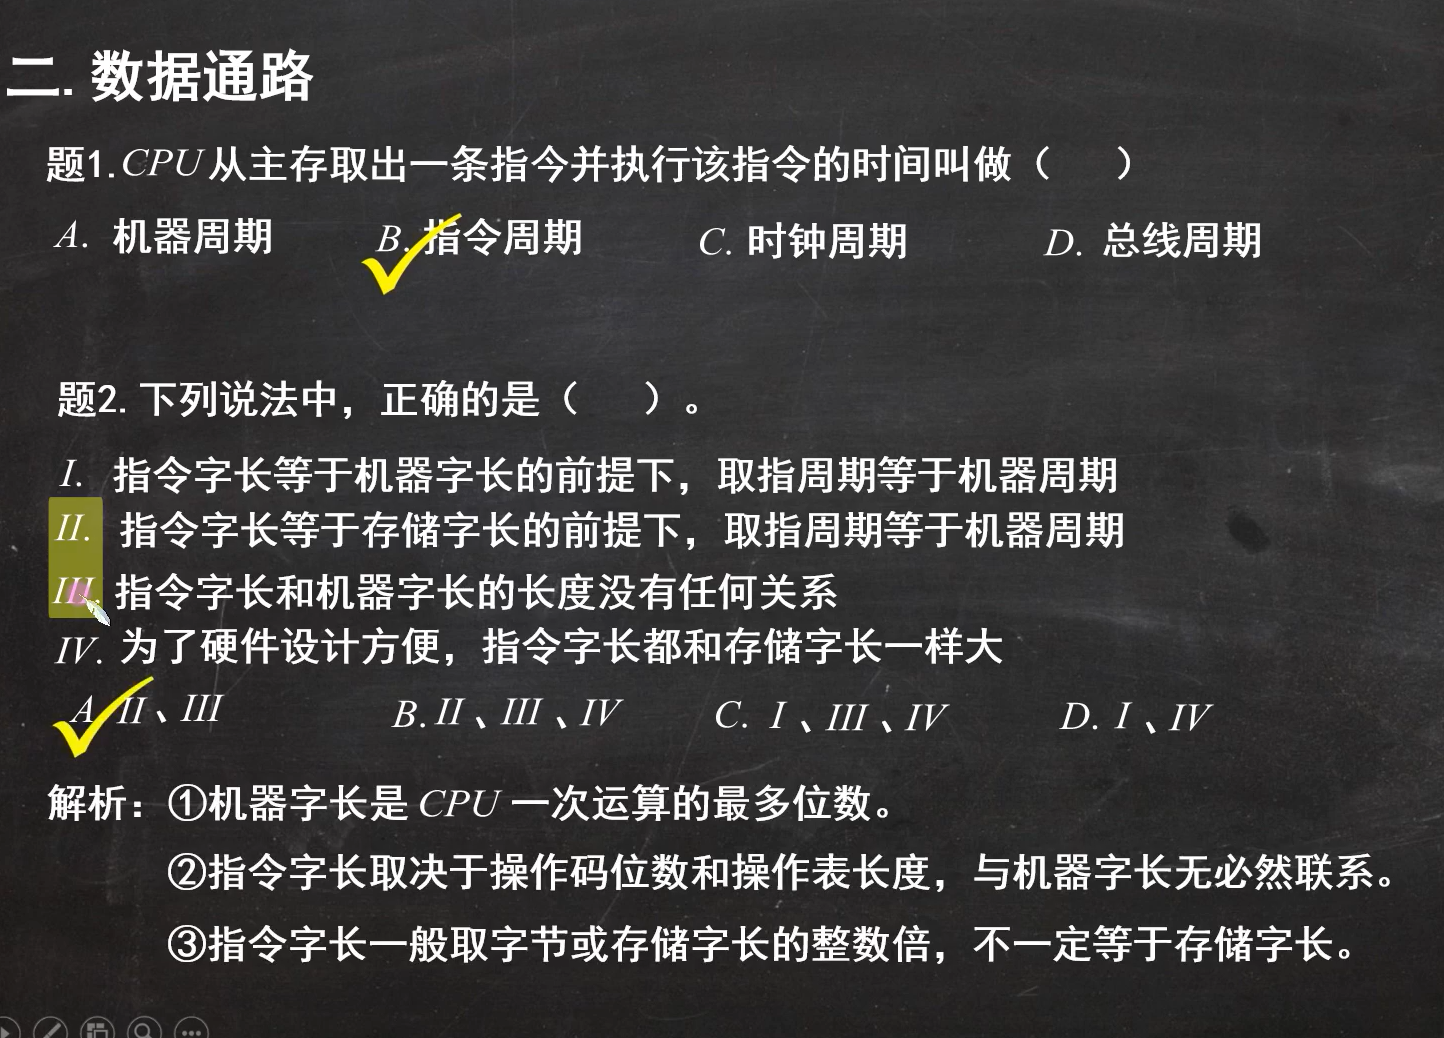 二. 数据通路
题1.CPU从主存取出一条指今并执行该指令的时间叫做（ ）
A. 机器周期 B. 指令周期 C. 时钟周期 D. 总线周期
题2. 下列说法中，正确的是（ ）。
I. 指令字长等于机器字长的前提下，取指周期等于机器周期
II. 指令字长等于存储字长的前提下，取指周期等于机器周期
III. 指令字长和机器字长的长度没有任何关系
IV. 为了硬件设计方便，指令字长都和存储字长一样大
A. II、III B. II、III、IV C. I、III、IV D. I、IV
解析：①机器字长是CPU一次运算的最多位数。
②指令字长取决于操作码位数和操作表长度，与机器字长无必然联系。
③指令字长一般取字节或存储字长的整数倍，不一定等于存储字长。